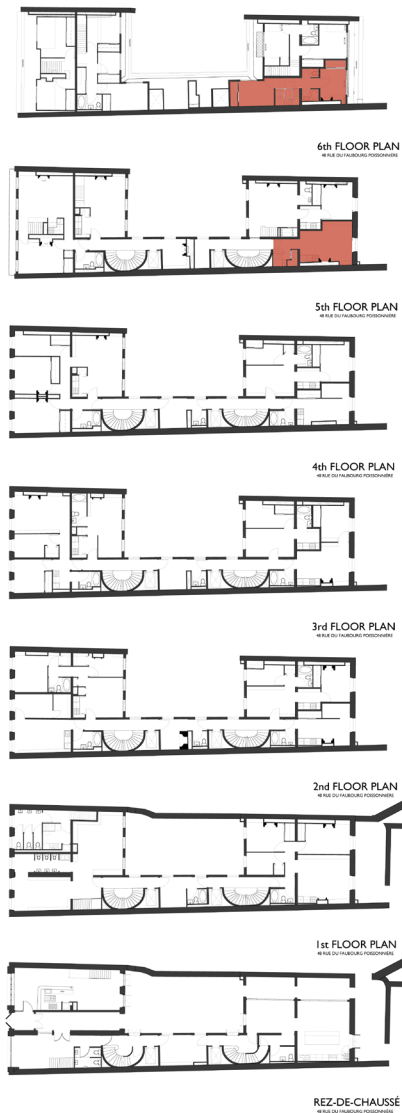 6th FLOOR PLAN
48 RUE DU FAUBOURG POISSONNIÈRE
5th FLOOR PLAN
48 RUE DU FAUBOURG POISSONNIÈRE
4th FLOOR PLAN
48 RUE DU FAUBOURG POISSONNIÈRE
3rd FLOOR PLAN
48 RUE DU FAUBOURG POISSONNIÈRE
2nd FLOOR PLAN
48 RUE DU FAUBOURG POISSONNIÈRE
1st FLOOR PLAN
48 RUE DU FAUBOURG POISSONNIÈRE
REZ-DE-CHAUSSÉ
48 RUE DU FAUBOURG POISSONNIÈRE